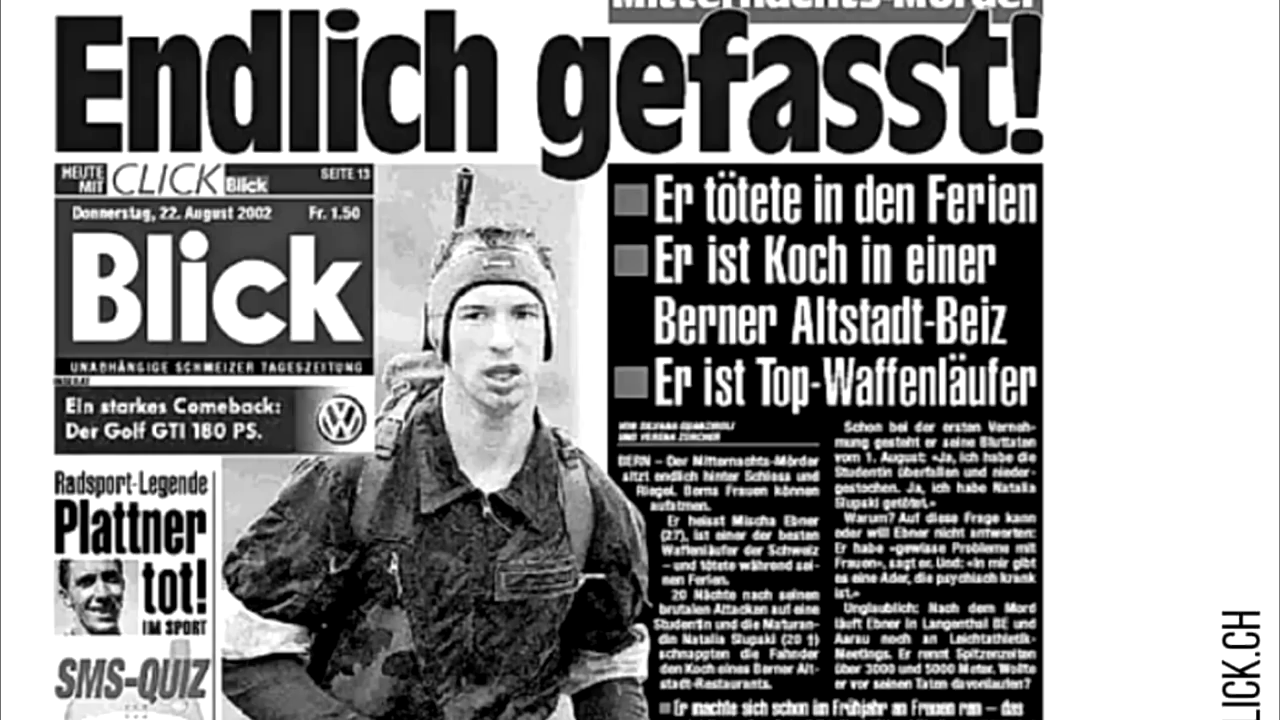 Mitternachts-Mörder
Endlich gefasst!
HEUTE
MIT
CLICK
Blick
SEITE 13
Donnerstag, 22. August 2002 Fr. 1.50
Blick
UNABHÄNGIGE SCHWEIZER TAGESZEITUNG
INSERAT
Ein starkes Comeback:
Der Golf GTI 180 PS.
Radsport-Legende
Plattner
tot!
IM SPORT
SMS-QUIZ
Er tötete in den Ferien
Er ist Koch in einer
Berner Altstadt-Beiz
Er ist Top-Waffenläufer
UND VERENA ZÜRCHER
BERN – Der Mitternachts-Mörder
sitzt endlich hinter Schloss und
Riegel. Berns Frauen können
aufatmen.
Er heisst Mischa Ebner
(27), ist einer der besten
Waffenläufer der Schweiz
– und tötete während sei-
nen Ferien.
20 Nächte nach seinen
brutalen Attacken auf eine
Studentin und die Maturan-
din Natalia Slupski (20 †)
schnappten die Fahnder
den Koch eines Berner Alt-
stadt-Restaurants.
Schon bei der ersten Verneh-
mung gesteht er seine Bluttaten
vom 1. August: «Ja, ich habe die
Studentin überfallen und nieder-
gestochen. Ja, ich habe Natalia
Slupski getötet.»
Warum? Auf diese Frage kann
oder will Ebner nicht antworten:
Er habe «gewisse Probleme mit
Frauen», sagt er. Und: «In mir gibt
es eine Ader, die psychisch krank
ist.»
Unglaublich: Nach dem Mord
läuft Ebner in Langenthal BE und
Aarau noch an Leichtathletik-
Meetings. Er rennt Spitzenzeiten
über 3000 und 5000 Meter. Wollte
er vor seinen Taten davonlaufen?
Er machte sich schon im Frühjahr an Frauen ran – das
LICK.CH